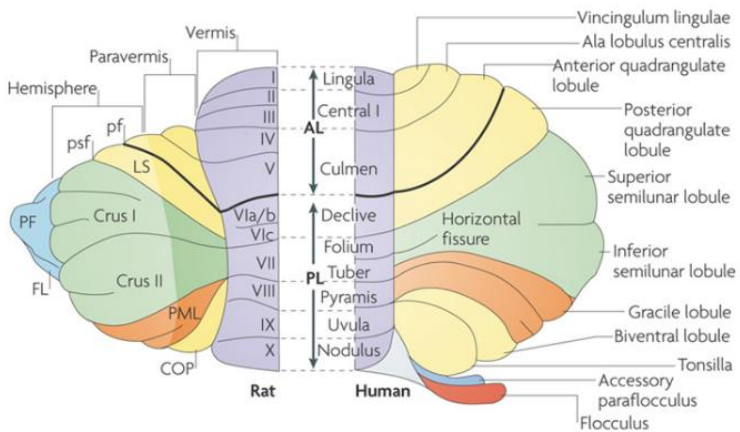 Vermis
Paravermis
Hemisphere
pf
psf
LS
PF
Crus I
FL
Crus II
PML
COP
I
II
III
IV
V
VIa/b
VIc
VII
VIII
IX
X
Rat
AL
PL
Lingula
Central I
Culmen
Declive
Folium
Tuber
Pyramis
Uvula
Nodulus
Human
Horizontal
fissure
Vincingulum lingulae
Ala lobulus centralis
Anterior quadrangulate
lobule
Posterior
quadrangulate
lobule
Superior
semilunar lobule
Inferior
semilunar lobule
Gracile lobule
Biventral lobule
Tonsilla
Accessory
paraflocculus
Flocculus